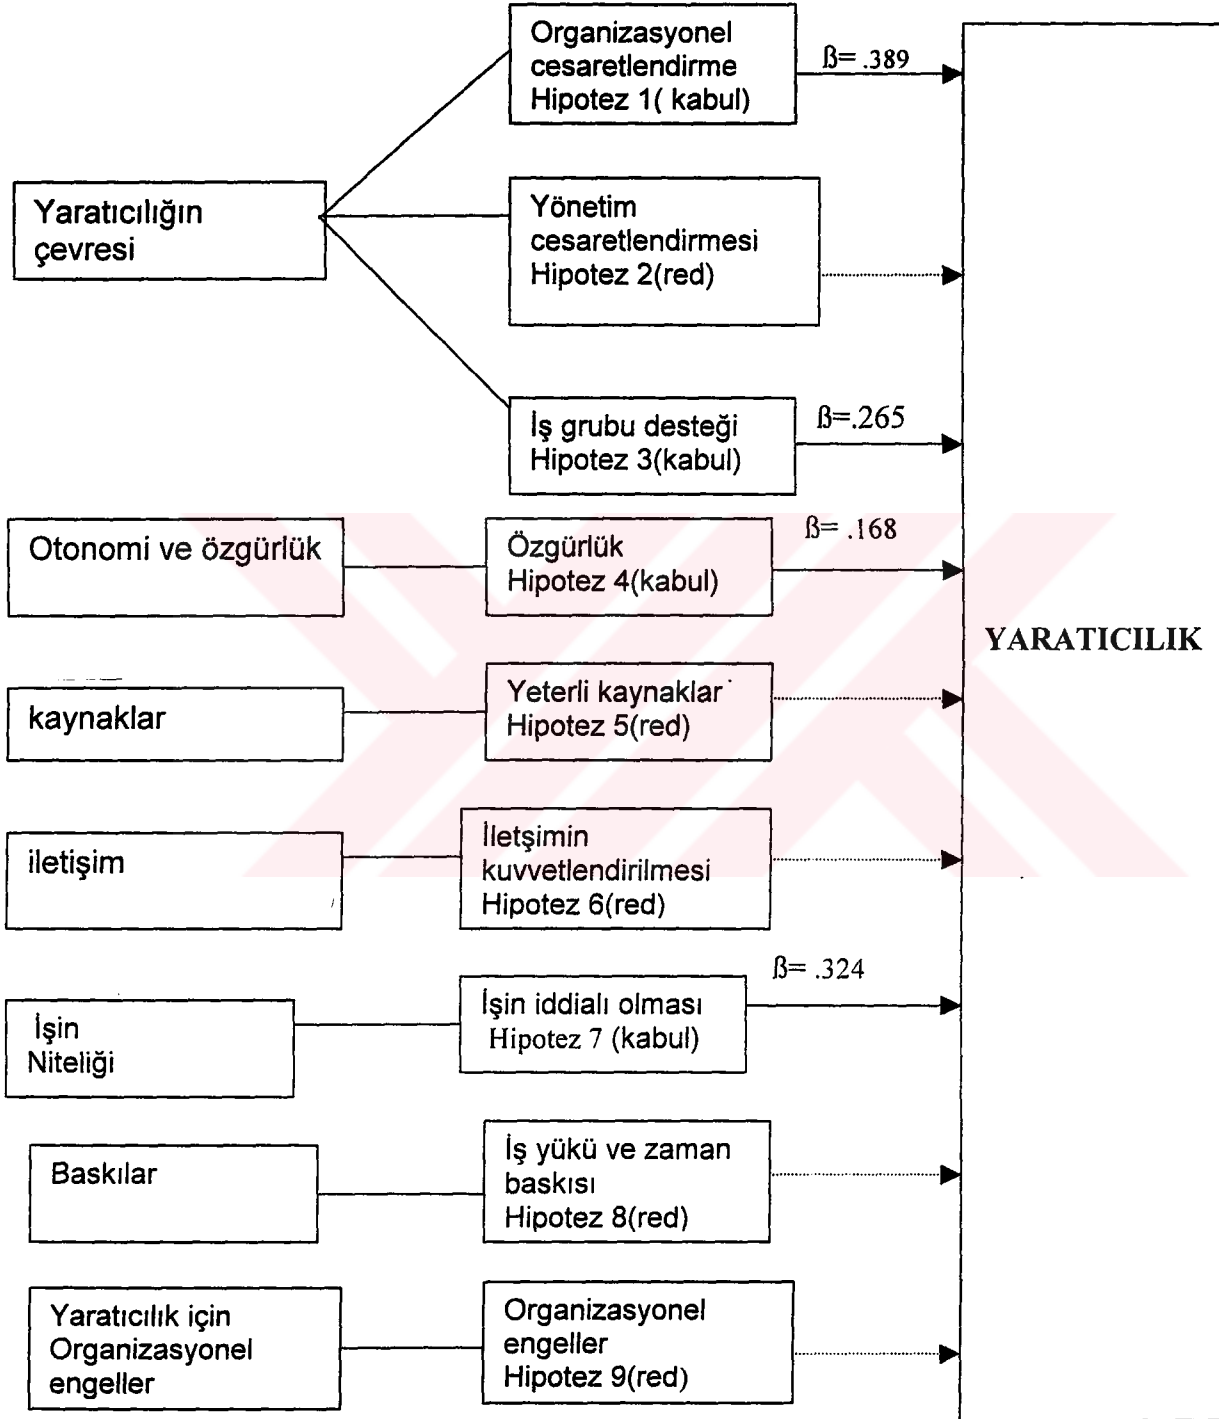 Organizasyonel
cesaretlendirme
Hipotez 1( kabul)
ß= .389
Yaratıcılığın
çevresi
Yönetim
cesaretlendirmesi
Hipotez 2(red)
İş grubu desteği
Hipotez 3(kabul)
ß=.265
Otonomi ve özgürlük
Özgürlük
Hipotez 4(kabul)
ß= .168
YARATICILIK
kaynaklar
Yeterli kaynaklar
Hipotez 5(red)
iletişim
İletşimin
kuvvetlendirilmesi
Hipotez 6(red)
İşin
Niteliği
İşin iddialı olması
Hipotez 7 (kabul)
ß= .324
Baskılar
İş yükü ve zaman
baskısı
Hipotez 8(red)
Yaratıcılık için
Organizasyonel
engeller
Organizasyonel
engeller
Hipotez 9(red)